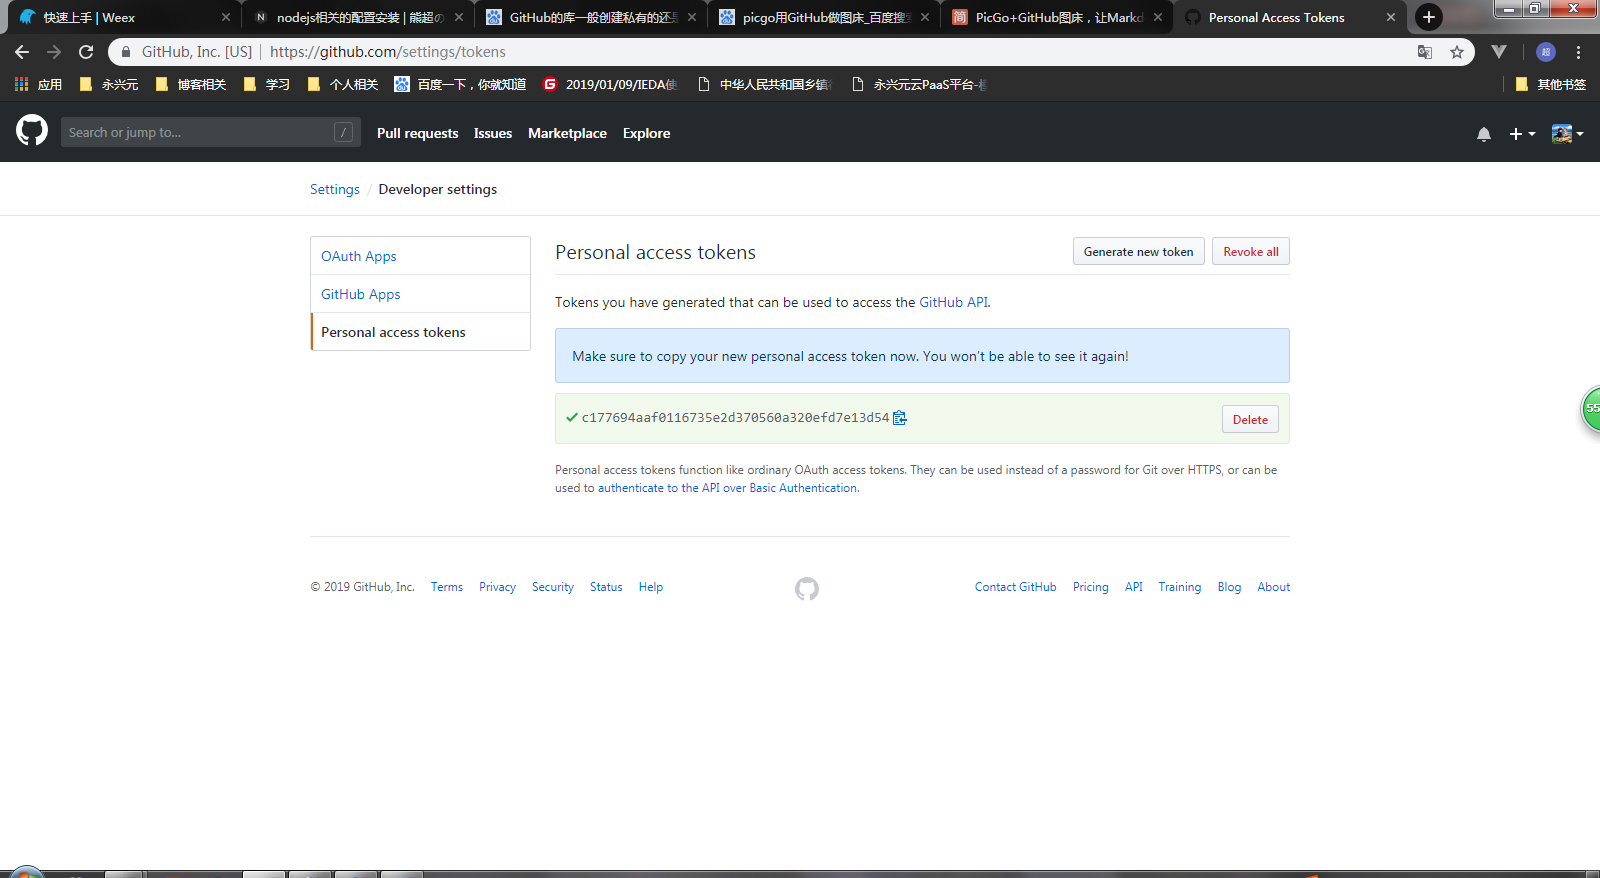 快速上手 | Weex
nodejs相关的配置安装 | 熊超の
GitHub的库一般创建私有的还是
picgo用GitHub做图床_百度搜索
PicGo+GitHub图床，让Markd
Personal Access Tokens
GitHub, Inc. [US] | https://github.com/settings/tokens
超
应用 永兴元 博客相关 学习 个人相关 百度一下，你就知道 2019/01/09/IEDA使 中华人民共和国乡镇 永兴元云PaaS平台- 其他书签
Search or jump to... / Pull requests Issues Marketplace Explore
Settings / Developer settings
OAuth Apps
GitHub Apps
Personal access tokens
Personal access tokens
Generate new token Revoke all
Tokens you have generated that can be used to access the GitHub API.
Make sure to copy your new personal access token now. You won't be able to see it again!
c177694aaf0116735e2d370560a320efd7e13d54
Delete
55
Personal access tokens function like ordinary OAuth access tokens. They can be used instead of a password for Git over HTTPS, or can be
used to authenticate to the API over Basic Authentication.
© 2019 GitHub, Inc. Terms Privacy Security Status Help
Contact GitHub Pricing API Training Blog About